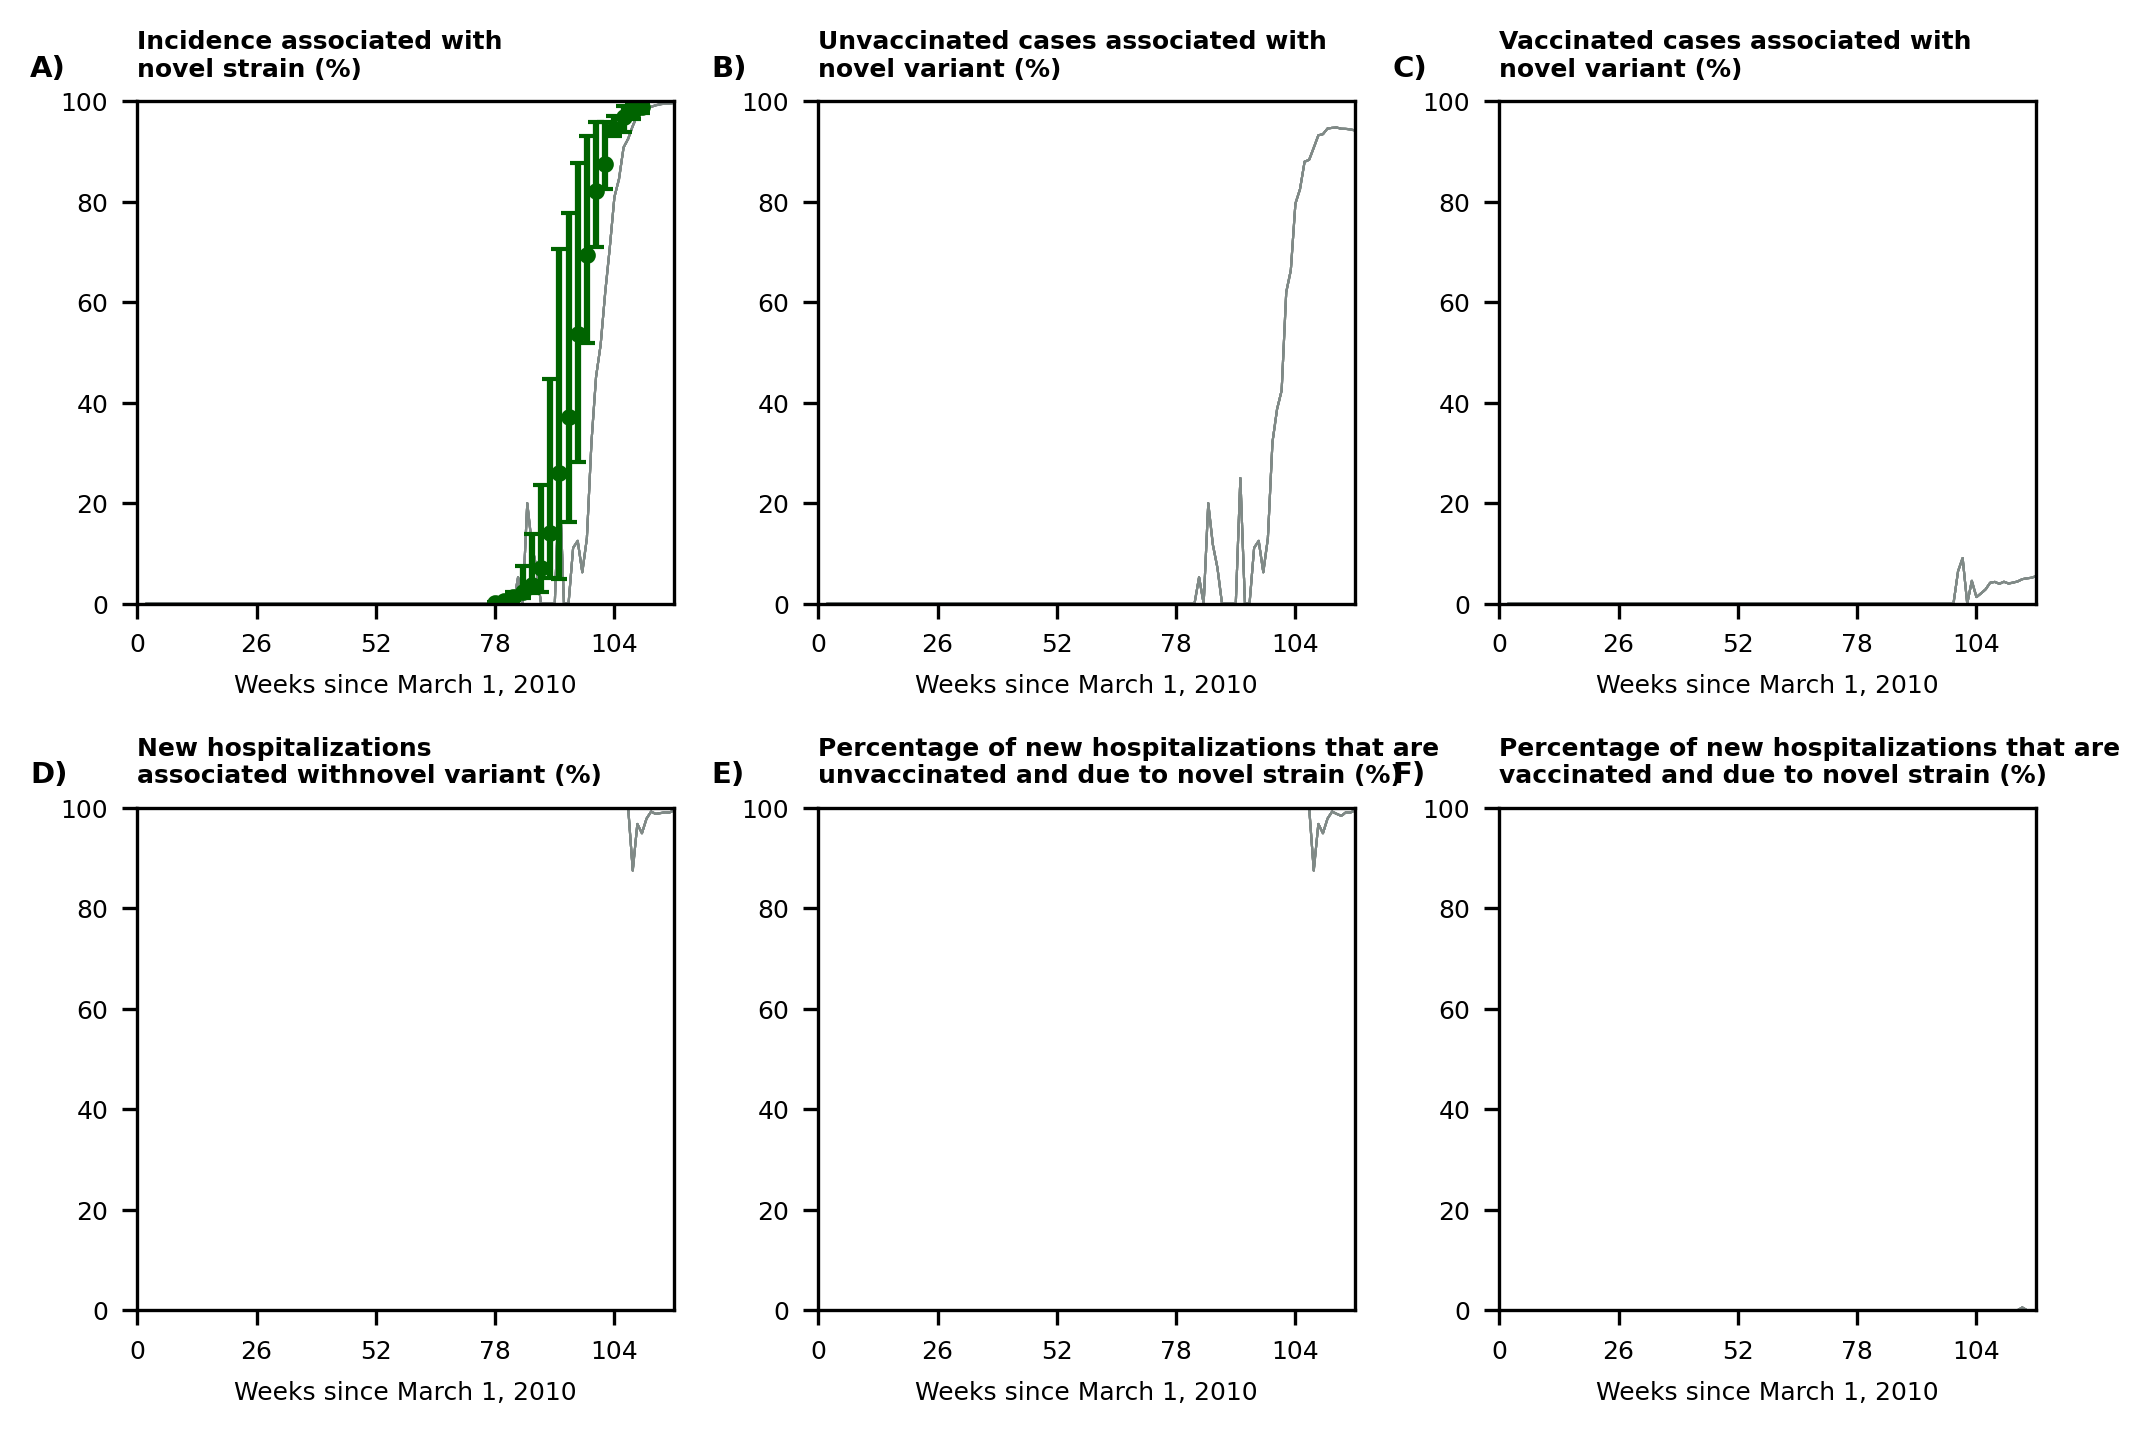 A)
Incidence associated with
novel strain (%)
100
80
60
40
20
0
0 26 52 78 104
Weeks since March 1, 2010
B)
Unvaccinated cases associated with
novel variant (%)
100
80
60
40
20
0
0 26 52 78 104
Weeks since March 1, 2010
C)
Vaccinated cases associated with
novel variant (%)
100
80
60
40
20
0
0 26 52 78 104
Weeks since March 1, 2010
D)
New hospitalizations
associated withnovel variant (%)
100
80
60
40
20
0
0 26 52 78 104
Weeks since March 1, 2010
E)
Percentage of new hospitalizations that are
unvaccinated and due to novel strain (%)
100
80
60
40
20
0
0 26 52 78 104
Weeks since March 1, 2010
F)
Percentage of new hospitalizations that are
vaccinated and due to novel strain (%)
100
80
60
40
20
0
0 26 52 78 104
Weeks since March 1, 2010